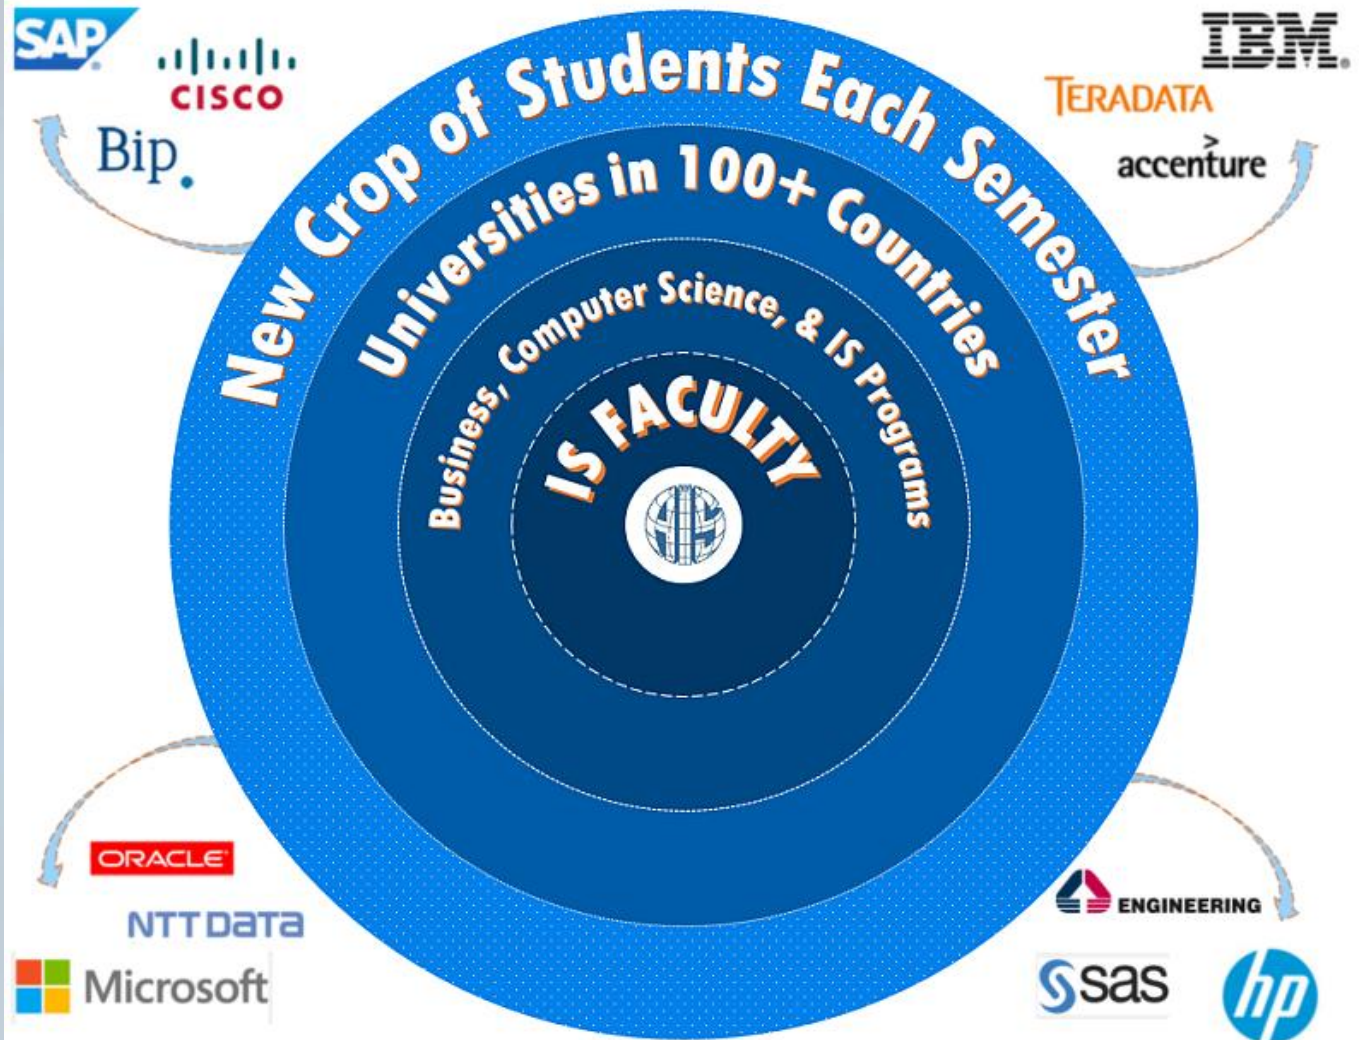 SAP
CISCO
Bip.
IBM.
TERADATA
accenture
New Crop of Students Each Semester
Universities in 100+ Countries
Business, Computer Science, & IS Programs
IS FACULTY
ORACLE
NTT DATA
Microsoft
ENGINEERING
sas
hp